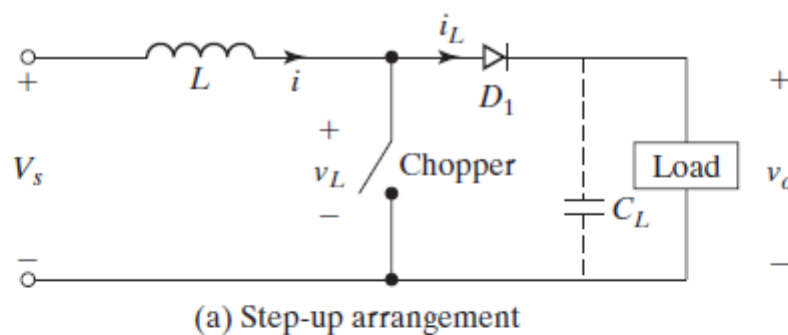 L
i
i_L
D_1
+
V_s
−
+
v_L
−
Chopper
C_L
Load
+
v_o
−
(a) Step-up arrangement